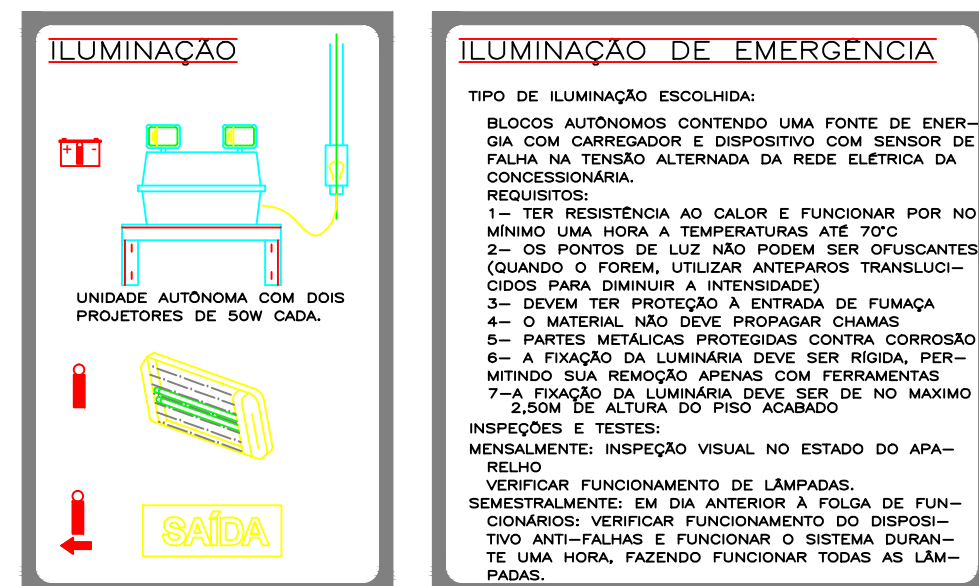 ILUMINAÇÃO
+ -
UNIDADE AUTÔNOMA COM DOIS
PROJETORES DE 50W CADA.
SAÍDA
ILUMINAÇÃO DE EMERGÊNCIA
TIPO DE ILUMINAÇÃO ESCOLHIDA:
BLOCOS AUTÔNOMOS CONTENDO UMA FONTE DE ENER-
GIA COM CARREGADOR E DISPOSITIVO COM SENSOR DE
FALHA NA TENSÃO ALTERNADA DA REDE ELÉTRICA DA
CONCESSIONÁRIA.
REQUISITOS:
1- TER RESISTÊNCIA AO CALOR E FUNCIONAR POR NO
MÍNIMO UMA HORA A TEMPERATURAS ATÉ 70°C
2- OS PONTOS DE LUZ NÃO PODEM SER OFUSCANTES
(QUANDO O FOREM, UTILIZAR ANTEPAROS TRANSLUCI-
CIDOS PARA DIMINUIR A INTENSIDADE)
3- DEVEM TER PROTEÇÃO À ENTRADA DE FUMAÇA
4- O MATERIAL NÃO DEVE PROPAGAR CHAMAS
5- PARTES METÁLICAS PROTEGIDAS CONTRA CORROSÃO
6- A FIXAÇÃO DA LUMINÁRIA DEVE SER RÍGIDA, PER-
MITINDO SUA REMOÇÃO APENAS COM FERRAMENTAS
7-A FIXAÇÃO DA LUMINÁRIA DEVE SER DE NO MAXIMO
2,50M DE ALTURA DO PISO ACABADO
INSPEÇÕES E TESTES:
MENSALMENTE: INSPEÇÃO VISUAL NO ESTADO DO APA-
RELHO
VERIFICAR FUNCIONAMENTO DE LÂMPADAS.
SEMESTRALMENTE: EM DIA ANTERIOR À FOLGA DE FUN-
CIONÁRIOS: VERIFICAR FUNCIONAMENTO DO DISPOSI-
TIVO ANTI-FALHAS E FUNCIONAR O SISTEMA DURAN-
TE UMA HORA, FAZENDO FUNCIONAR TODAS AS LÂM-
PADAS.